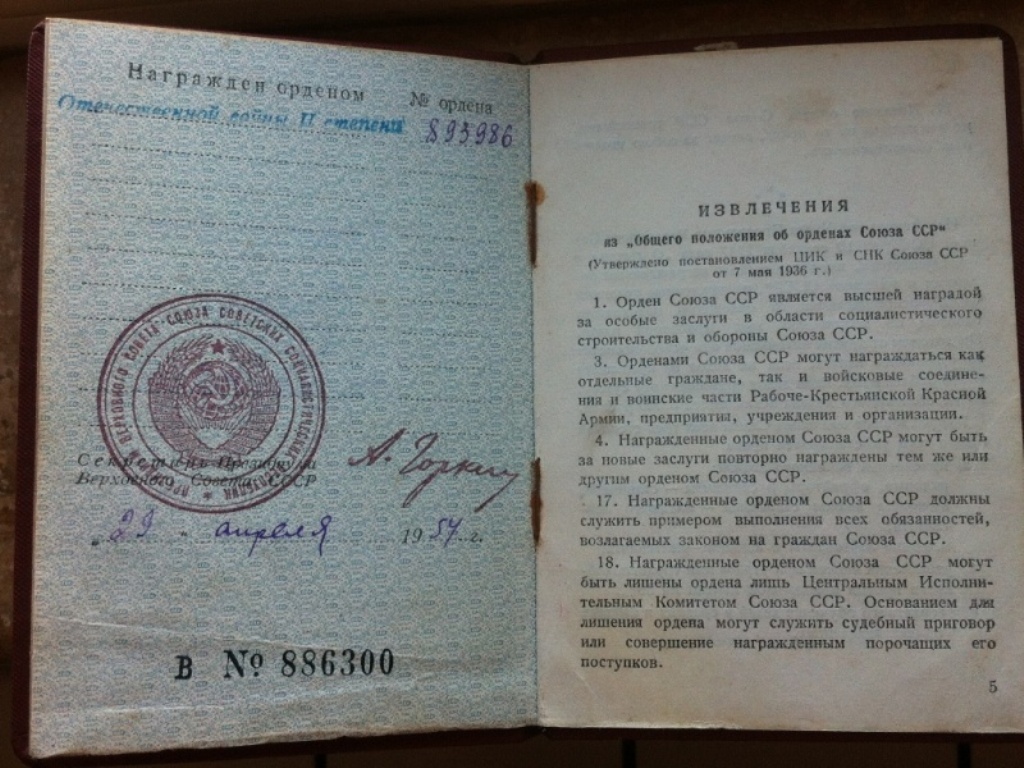 Награжден орденом
№ ордена
Отечественной войны II степени
893986
ПРЕЗИДИУМ ВЕРХОВНОГО СОВЕТА СОЮЗА СОВЕТСКИХ СОЦИАЛИСТИЧЕСКИХ
Секретарь Президиума
Верховного Совета СССР
А. Горкин
„29 “ апреля 1957 г.
В № 886300
ИЗВЛЕЧЕНИЯ
из „Общего положения об орденах Союза ССР“
(Утверждено постановлением ЦИК и СНК Союза ССР
от 7 мая 1936 г.)
1. Орден Союза ССР является высшей наградой
за особые заслуги в области социалистического
строительства и обороны Союза ССР.
3. Орденами Союза ССР могут награждаться как
отдельные граждане, так и войсковые соедине-
ния и воинские части Рабоче-Крестьянской Красной
Армии, предприятия, учреждения и организации.
4. Награжденные орденом Союза ССР могут быть
за новые заслуги повторно награждены тем же или
другим орденом Союза ССР.
17. Награжденные орденом Союза ССР должны
служить примером выполнения всех обязанностей,
возлагаемых законом на граждан Союза ССР.
18. Награжденные орденом Союза ССР могут
быть лишены ордена лишь Центральным Исполни-
тельным Комитетом Союза ССР. Основанием для
лишения ордена могут служить судебный приговор
или совершение награжденным порочащих его
поступков.
5